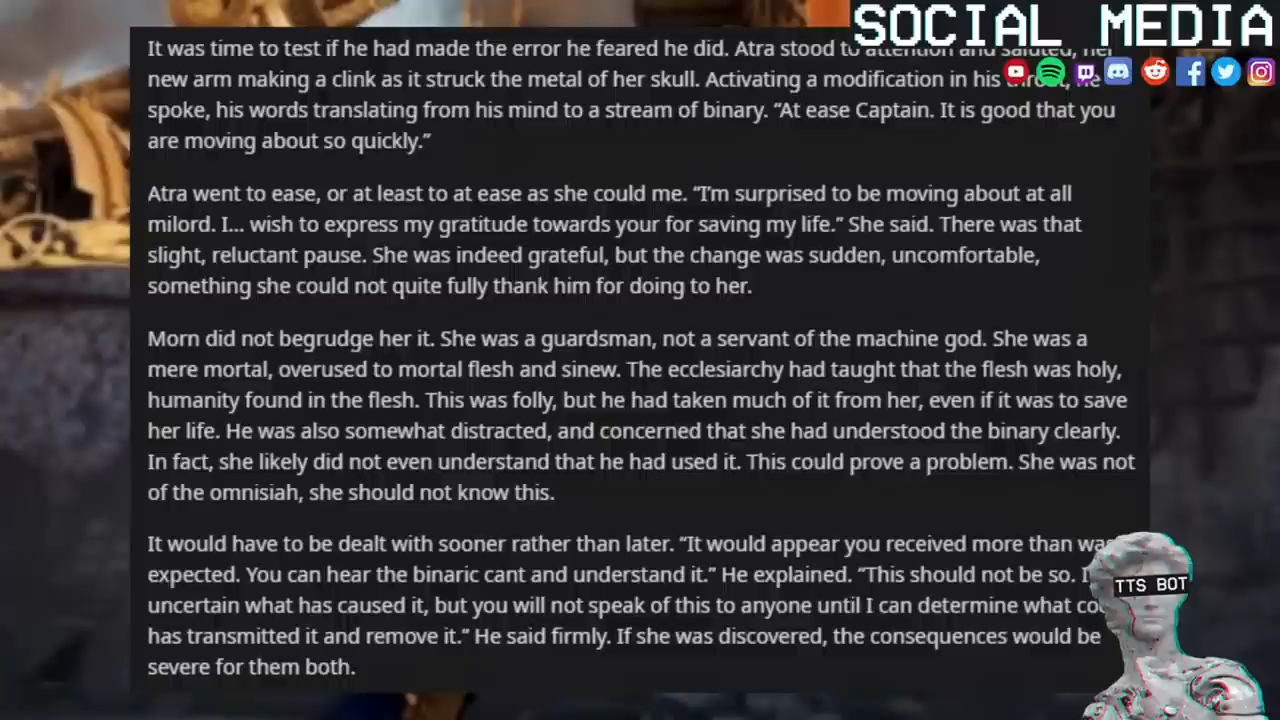 SOCIAL MEDIA
It was time to test if he had made the error he feared he did. Atra stood to attention and saluted, her
new arm making a clink as it struck the metal of her skull. Activating a modification in his throat, he
spoke, his words translating from his mind to a stream of binary. “At ease Captain. It is good that you
are moving about so quickly.”
Atra went to ease, or at least to at ease as she could me. “I’m surprised to be moving about at all
milord. I... wish to express my gratitude towards your for saving my life.” She said. There was that
slight, reluctant pause. She was indeed grateful, but the change was sudden, uncomfortable,
something she could not quite fully thank him for doing to her.
Morn did not begrudge her it. She was a guardsman, not a servant of the machine god. She was a
mere mortal, overused to mortal flesh and sinew. The ecclesiarchy had taught that the flesh was holy,
humanity found in the flesh. This was folly, but he had taken much of it from her, even if it was to save
her life. He was also somewhat distracted, and concerned that she had understood the binary clearly.
In fact, she likely did not even understand that he had used it. This could prove a problem. She was not
of the omnisiah, she should not know this.
It would have to be dealt with sooner rather than later. “It would appear you received more than was
expected. You can hear the binaric cant and understand it.” He explained. “This should not be so.
uncertain what has caused it, but you will not speak of this to anyone until I can determine what
has transmitted it and remove it.” He said firmly. If she was discovered, the consequences would be
severe for them both.
TTS BOT